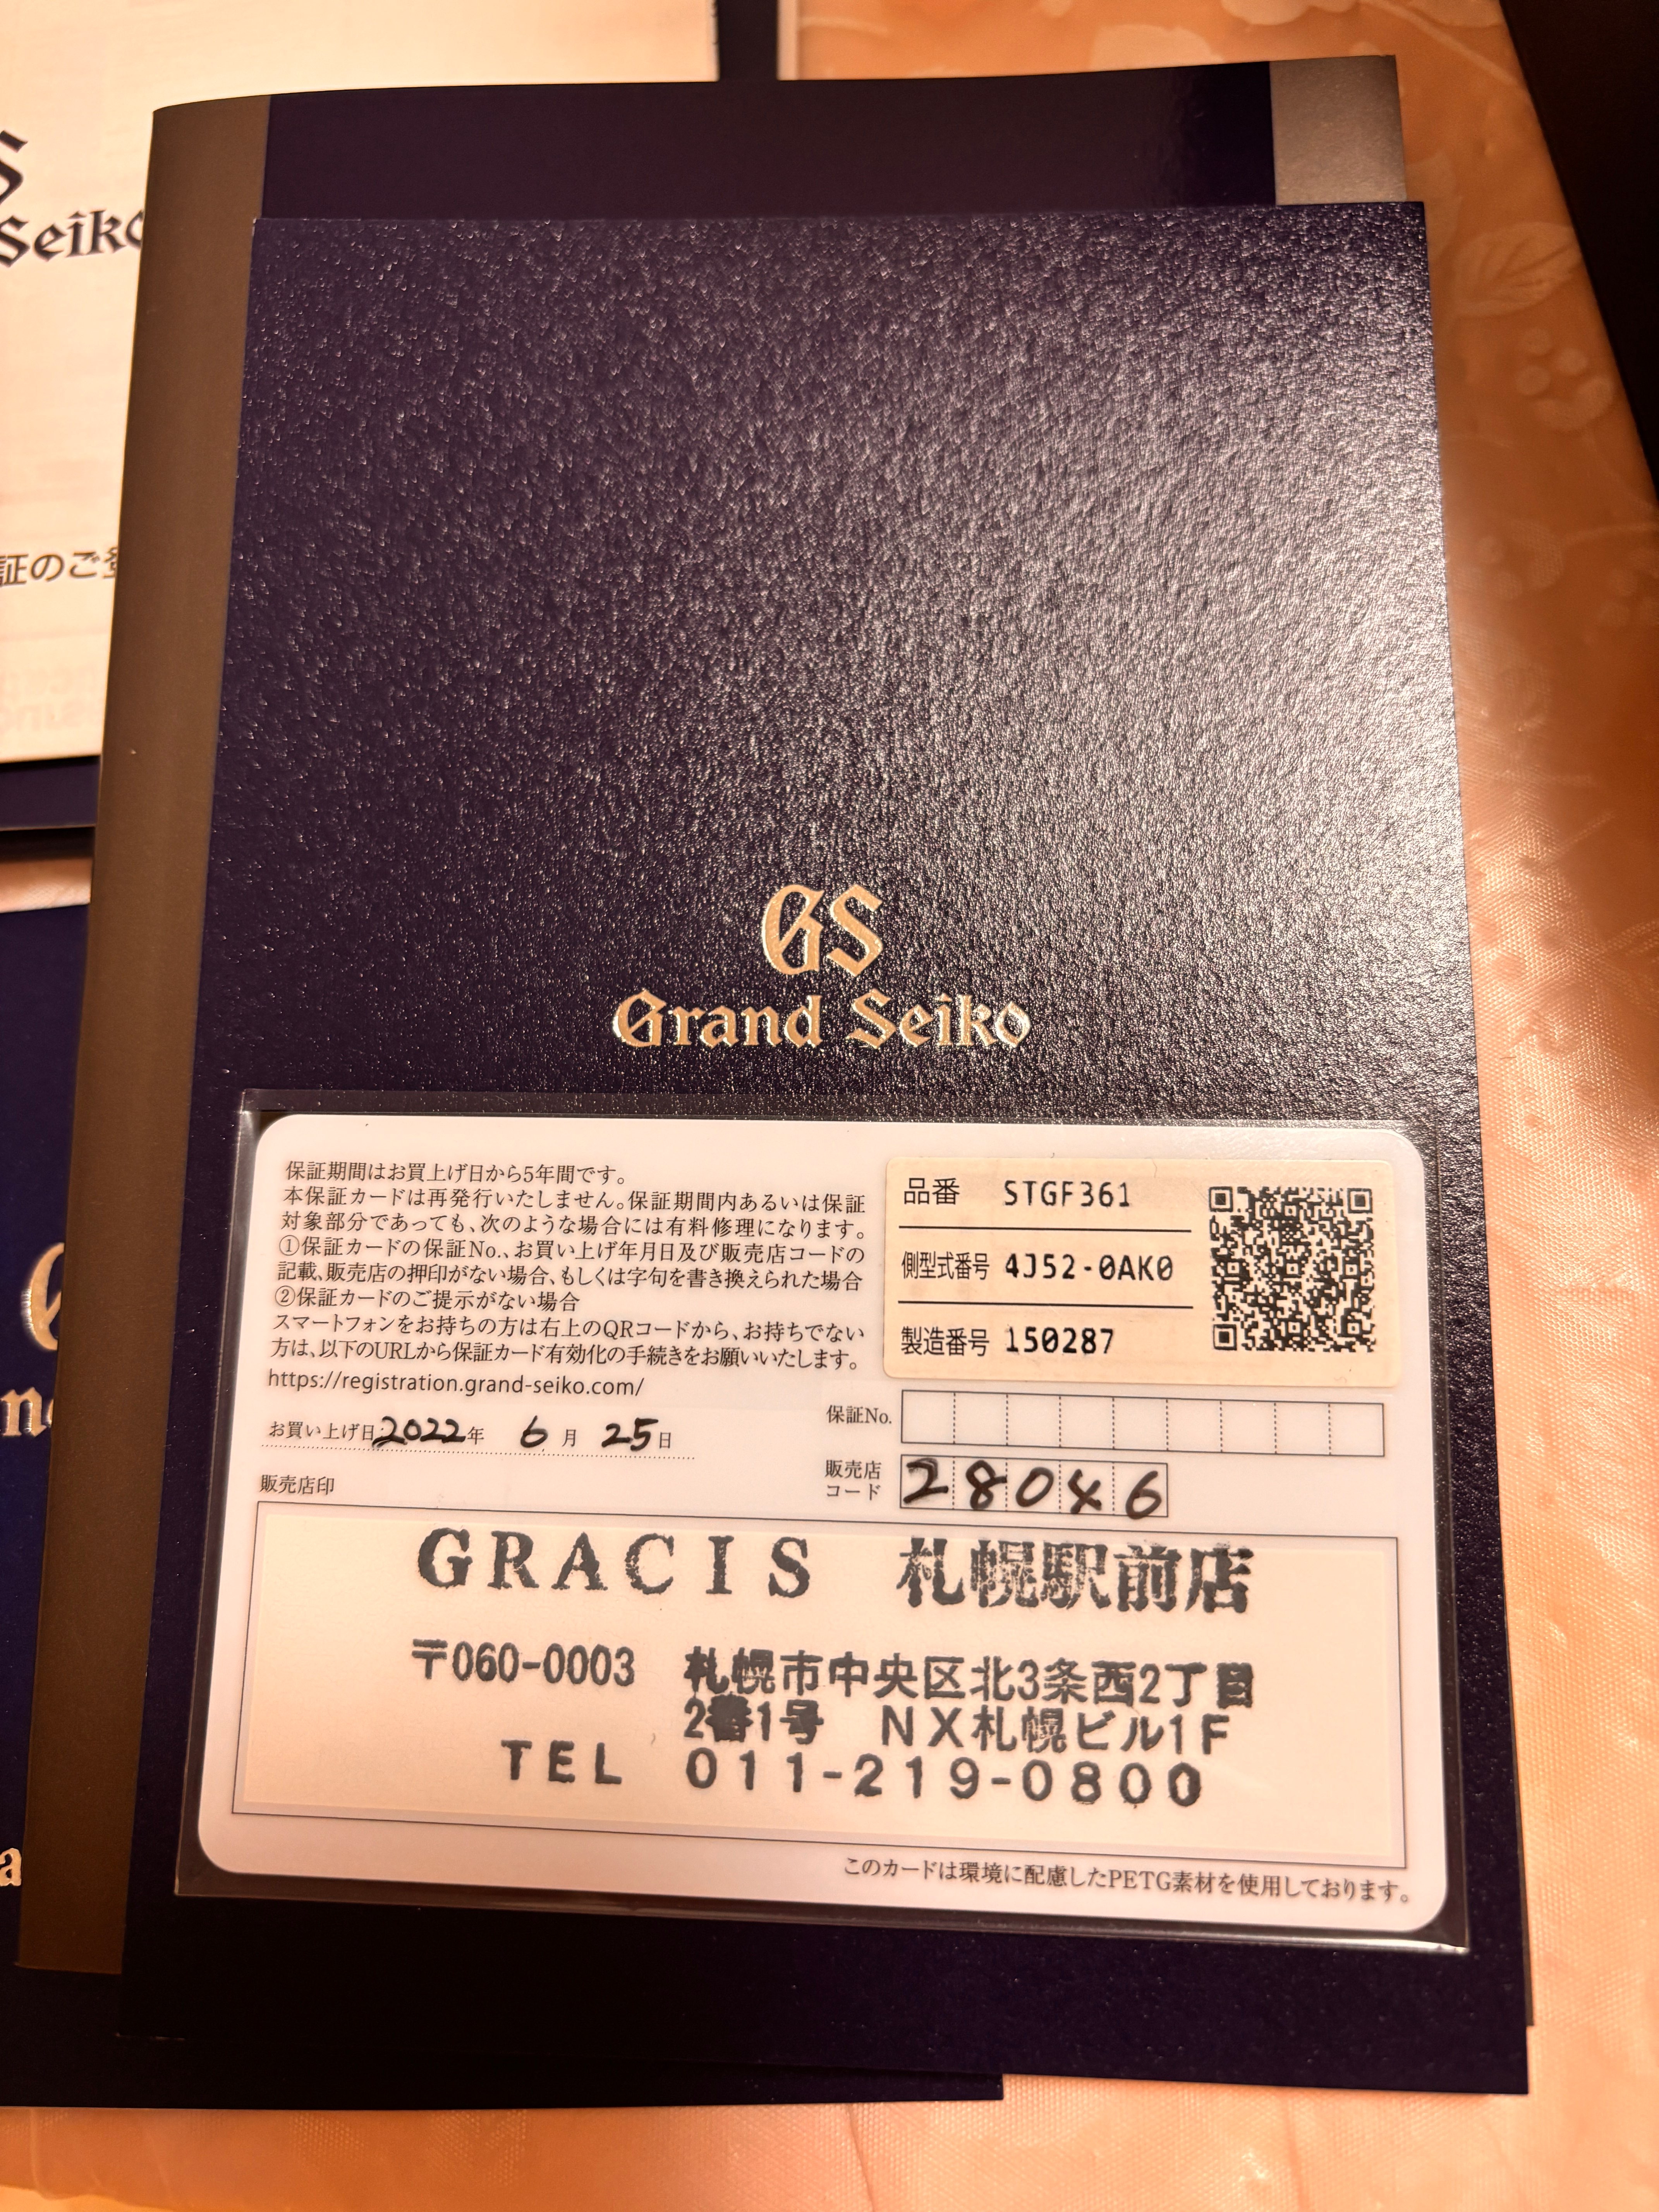 S
Seiko
証のご
GS
Grand Seiko
保証期間はお買上げ日から5年間です。
本保証カードは再発行いたしません。保証期間内あるいは保証
対象部分であっても、次のような場合には有料修理になります。
①保証カードの保証No.、お買い上げ年月日及び販売店コードの
記載、販売店の押印がない場合、もしくは字句を書き換えられた場合
②保証カードのご提示がない場合
スマートフォンをお持ちの方は右上のQRコードから、お持ちでない
方は、以下のURLから保証カード有効化の手続きをお願いいたします。
https://registration.grand-seiko.com/
品番 STGF361
側型式番号 4J52-0AK0
製造番号 150287
お買い上げ日 2022年 6月 25日
保証No.
販売店
コード 28046
販売店印
GRACIS 札幌駅前店
〒060-0003 札幌市中央区北3条西2丁目
2番1号 NX札幌ビル1F
TEL 011-219-0800
このカードは環境に配慮したPETG素材を使用しております。